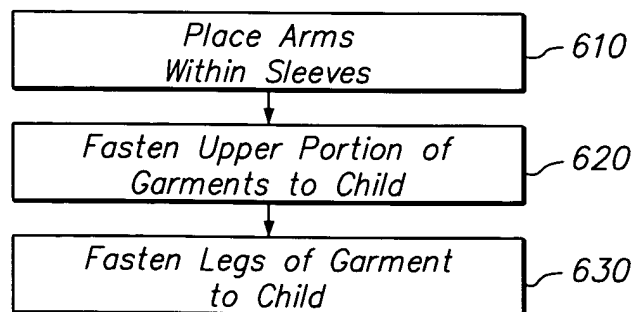 Place Arms
Within Sleeves
610
Fasten Upper Portion of
Garments to Child
620
Fasten Legs of Garment
to Child
630